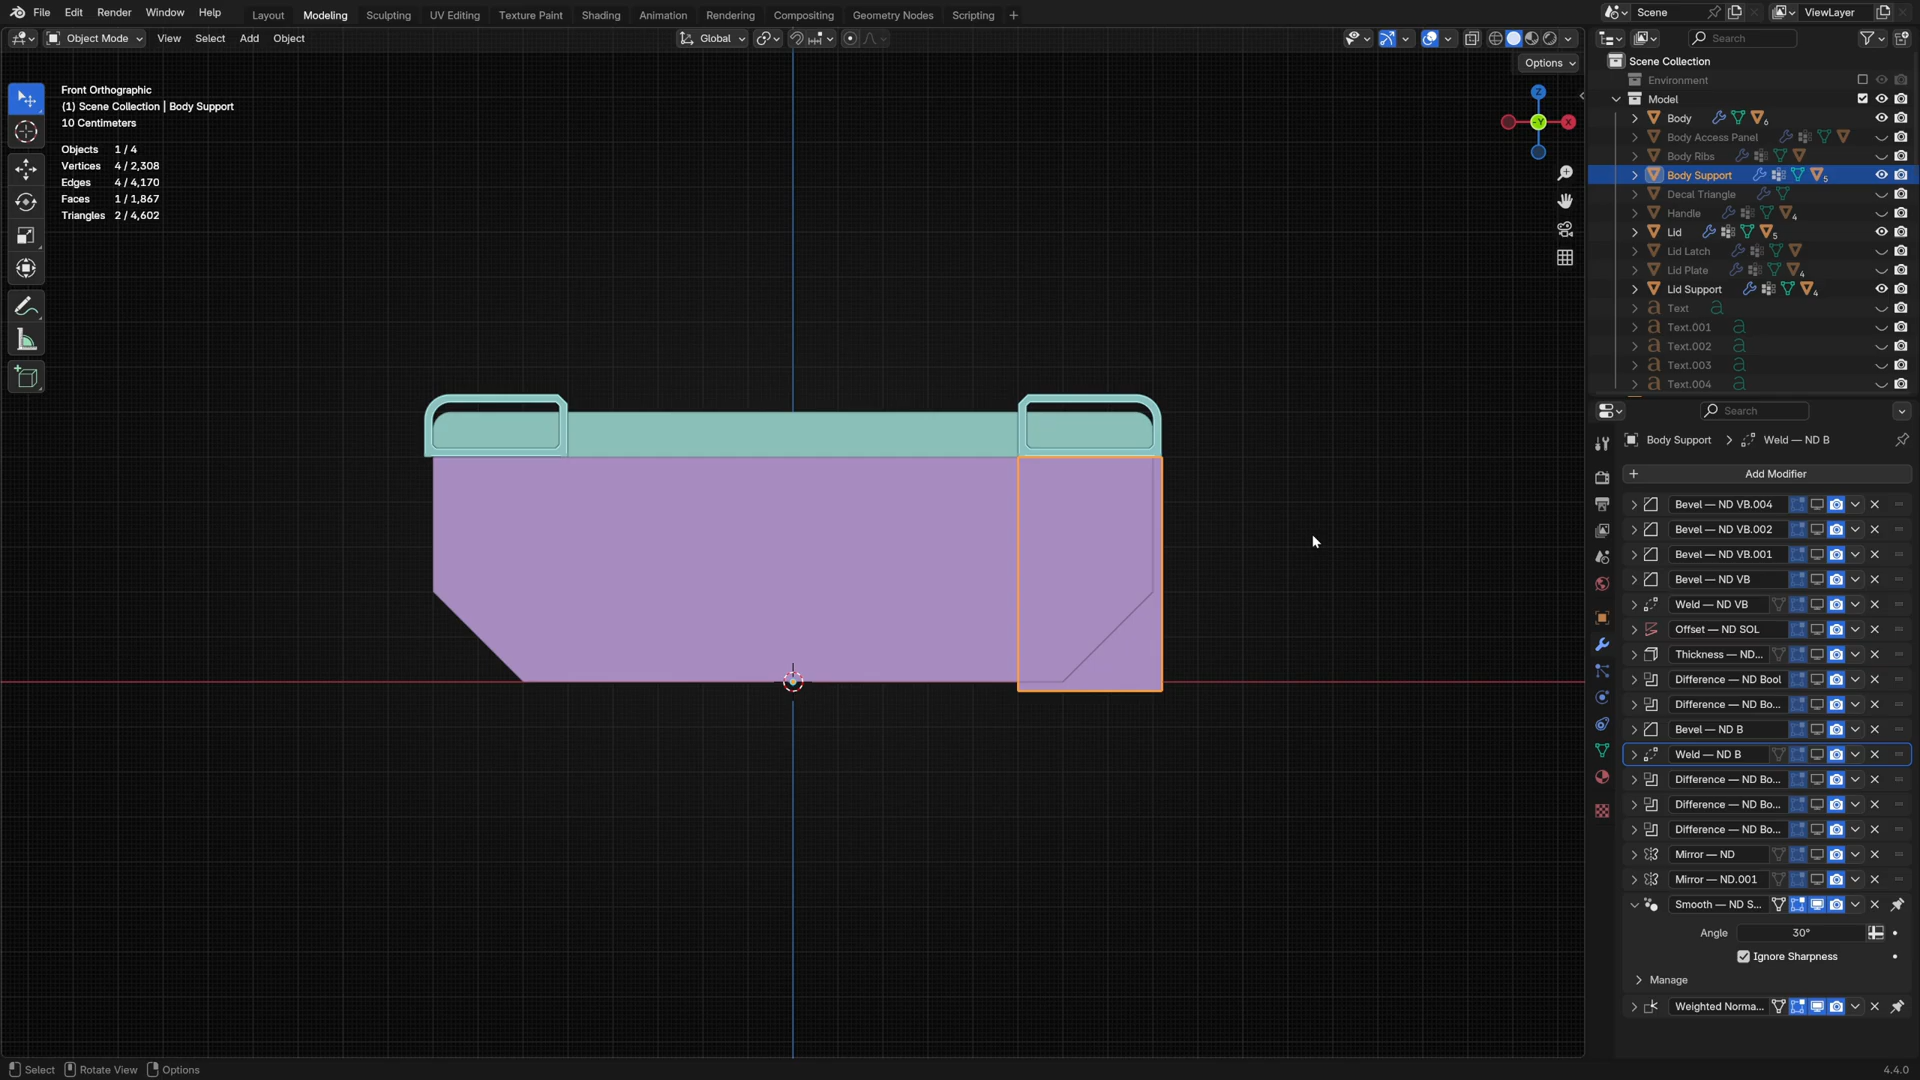 File Edit Render Window Help Layout Modeling Sculpting UV Editing Texture Paint Shading Animation Rendering Compositing Geometry Nodes Scripting + Scene ViewLayer
Object Mode View Select Add Object Global Search
Options
Front Orthographic
(1) Scene Collection | Body Support
10 Centimeters
Objects 1 / 4
Vertices 4 / 2,308
Edges 4 / 4,170
Faces 1 / 1,867
Triangles 2 / 4,602
Z
-Y
X
Scene Collection
Environment
Model
Body 6
Body Access Panel
Body Ribs
Body Support 5
Decal Triangle
Handle 4
Lid 5
Lid Latch
Lid Plate 4
Lid Support 4
Text
Text.001
Text.002
Text.003
Text.004
Search
Body Support > Weld — ND B
+ Add Modifier
Bevel — ND VB.004
Bevel — ND VB.002
Bevel — ND VB.001
Bevel — ND VB
Weld — ND VB
Offset — ND SOL
Thickness — ND...
Difference — ND Bool
Difference — ND Bo...
Bevel — ND B
Weld — ND B
Difference — ND Bo...
Difference — ND Bo...
Difference — ND Bo...
Mirror — ND
Mirror — ND.001
Smooth — ND S...
Angle 30°
Ignore Sharpness
Manage
Weighted Norma...
Select Rotate View Options 4.4.0